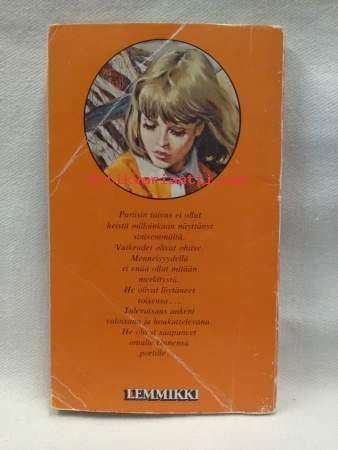 Pariisin taivas ei ollut
heistä milloinkaan näyttänyt
sinisemmältä.
Vaikeudet olivat ohitse.
Menneisyydellä
ei enää ollut mitään
merkitystä.
He olivat löytäneet
toisensa . . .
Tulevaisuus aukeni
valoisana ja houkuttelevana.
He olivat saapuneet
onnensa
portille
LEMMIKKI